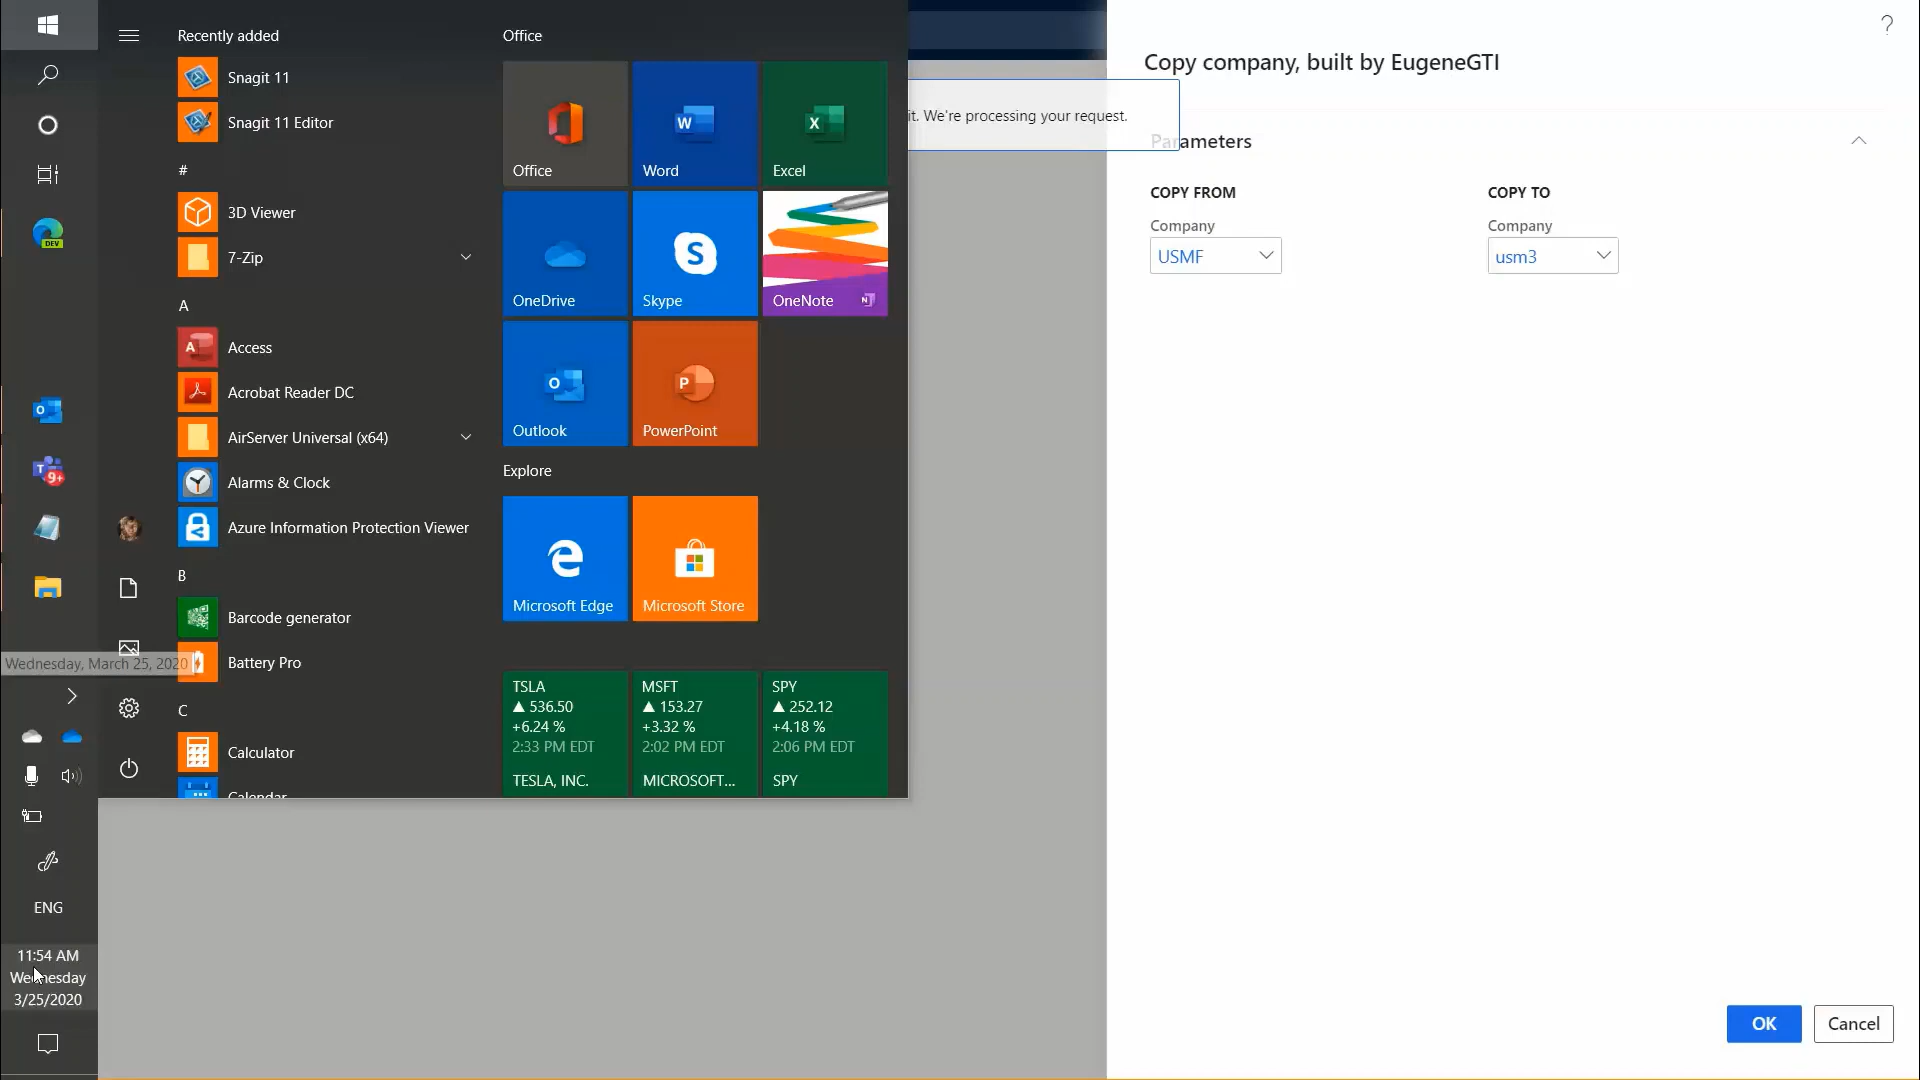 Recently added
Snagit 11
Snagit 11 Editor
#
3D Viewer
7-Zip
A
Access
Acrobat Reader DC
AirServer Universal (x64)
Alarms & Clock
Azure Information Protection Viewer
B
Barcode generator
Battery Pro
C
Calculator
Calendar
Office
Office
Word
Excel
OneDrive
Skype
OneNote
Outlook
PowerPoint
Explore
Microsoft Edge
Microsoft Store
TSLA
▲ 536.50
+6.24 %
2:33 PM EDT
TESLA, INC.
MSFT
▲ 153.27
+3.32 %
2:02 PM EDT
MICROSOFT...
SPY
▲ 252.12
+4.18 %
2:06 PM EDT
SPY
DEV
9+
Wednesday, March 25, 2020
ENG
11:54 AM
Wednesday
3/25/2020
it. We're processing your request.
?
Copy company, built by EugeneGTI
Parameters
COPY FROM
Company
USMF
COPY TO
Company
usm3
OK
Cancel